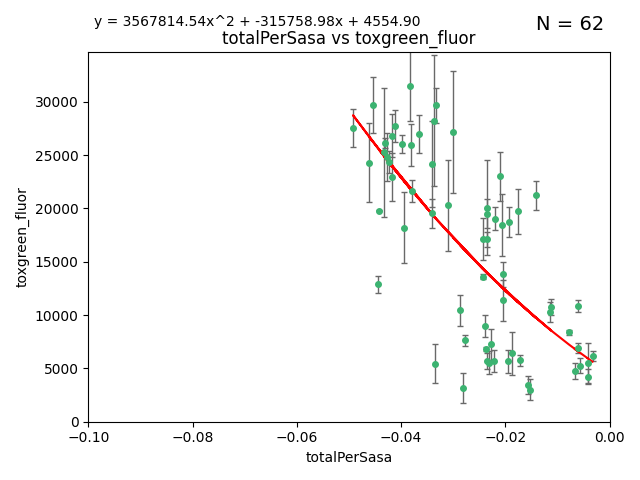 y = 3567814.54x^2 + -315758.98x + 4554.90
N = 62
totalPerSasa vs toxgreen_fluor
30000
25000
20000
15000
10000
5000
0
toxgreen_fluor
−0.10 −0.08 −0.06 −0.04 −0.02 0.00
totalPerSasa